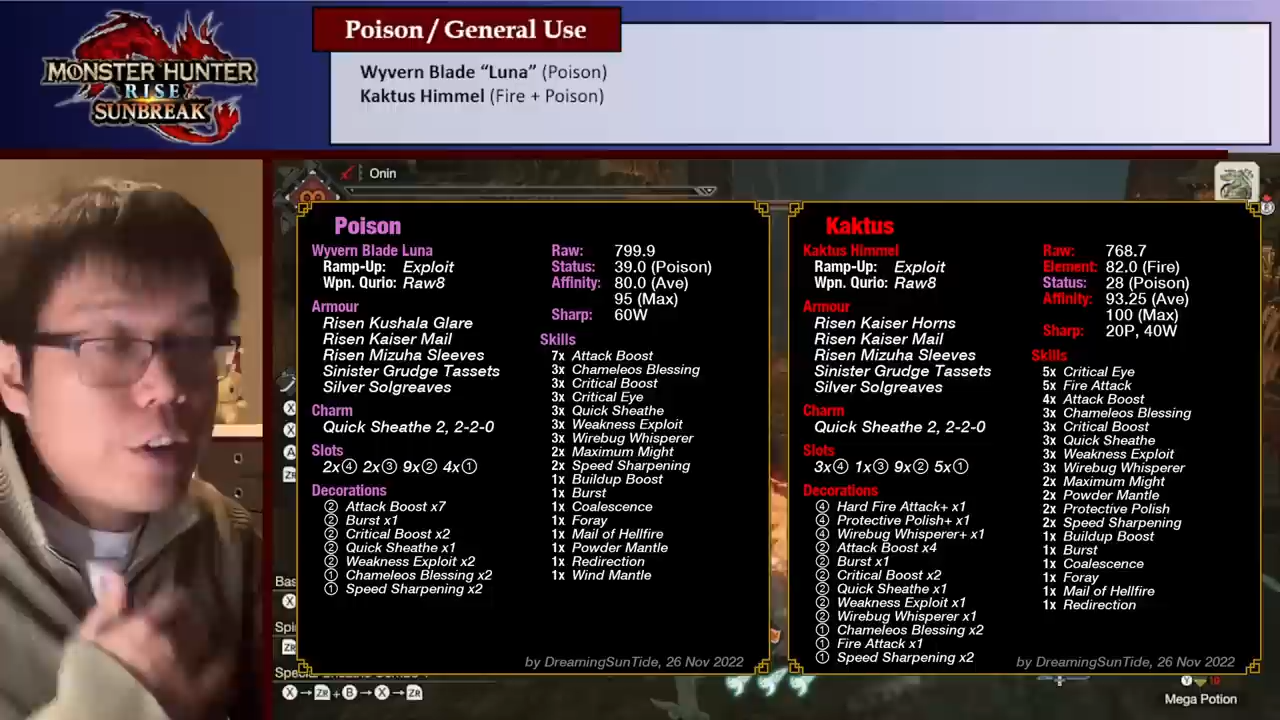 MONSTER HUNTER
RISE
SUNBREAK
Poison / General Use
Wyvern Blade “Luna” (Poison)
Kaktus Himmel (Fire + Poison)
Onin
Poison
Wyvern Blade Luna
Ramp-Up: Exploit
Wpn. Qurio: Raw8
Armour
Risen Kushala Glare
Risen Kaiser Mail
Risen Mizuha Sleeves
Sinister Grudge Tassets
Silver Solgreaves
Charm
Quick Sheathe 2, 2-2-0
Slots
2x④ 2x③ 9x② 4x①
Decorations
② Attack Boost x7
② Burst x1
② Critical Boost x2
② Quick Sheathe x1
② Weakness Exploit x2
① Chameleos Blessing x2
① Speed Sharpening x2
Raw: 799.9
Status: 39.0 (Poison)
Affinity: 80.0 (Ave)
95 (Max)
Sharp: 60W
Skills
7x Attack Boost
3x Chameleos Blessing
3x Critical Boost
3x Critical Eye
3x Quick Sheathe
3x Weakness Exploit
3x Wirebug Whisperer
2x Maximum Might
2x Speed Sharpening
1x Buildup Boost
1x Burst
1x Coalescence
1x Foray
1x Mail of Hellfire
1x Powder Mantle
1x Redirection
1x Wind Mantle
by DreamingSunTide, 26 Nov 2022
Kaktus
Kaktus Himmel
Ramp-Up: Exploit
Wpn. Qurio: Raw8
Armour
Risen Kaiser Horns
Risen Kaiser Mail
Risen Mizuha Sleeves
Sinister Grudge Tassets
Silver Solgreaves
Charm
Quick Sheathe 2, 2-2-0
Slots
3x④ 1x③ 9x② 5x①
Decorations
④ Hard Fire Attack+ x1
④ Protective Polish+ x1
④ Wirebug Whisperer+ x1
② Attack Boost x4
② Burst x1
② Critical Boost x2
② Quick Sheathe x1
② Weakness Exploit x1
② Wirebug Whisperer x1
① Chameleos Blessing x2
① Fire Attack x1
① Speed Sharpening x2
Raw: 768.7
Element: 82.0 (Fire)
Status: 28 (Poison)
Affinity: 93.25 (Ave)
100 (Max)
Sharp: 20P, 40W
Skills
5x Critical Eye
5x Fire Attack
4x Attack Boost
3x Chameleos Blessing
3x Critical Boost
3x Quick Sheathe
3x Weakness Exploit
3x Wirebug Whisperer
2x Maximum Might
2x Powder Mantle
2x Protective Polish
2x Speed Sharpening
1x Buildup Boost
1x Burst
1x Coalescence
1x Foray
1x Mail of Hellfire
1x Redirection
by DreamingSunTide, 26 Nov 2022
X → ZR + B → X → ZR
Y 10
Mega Potion